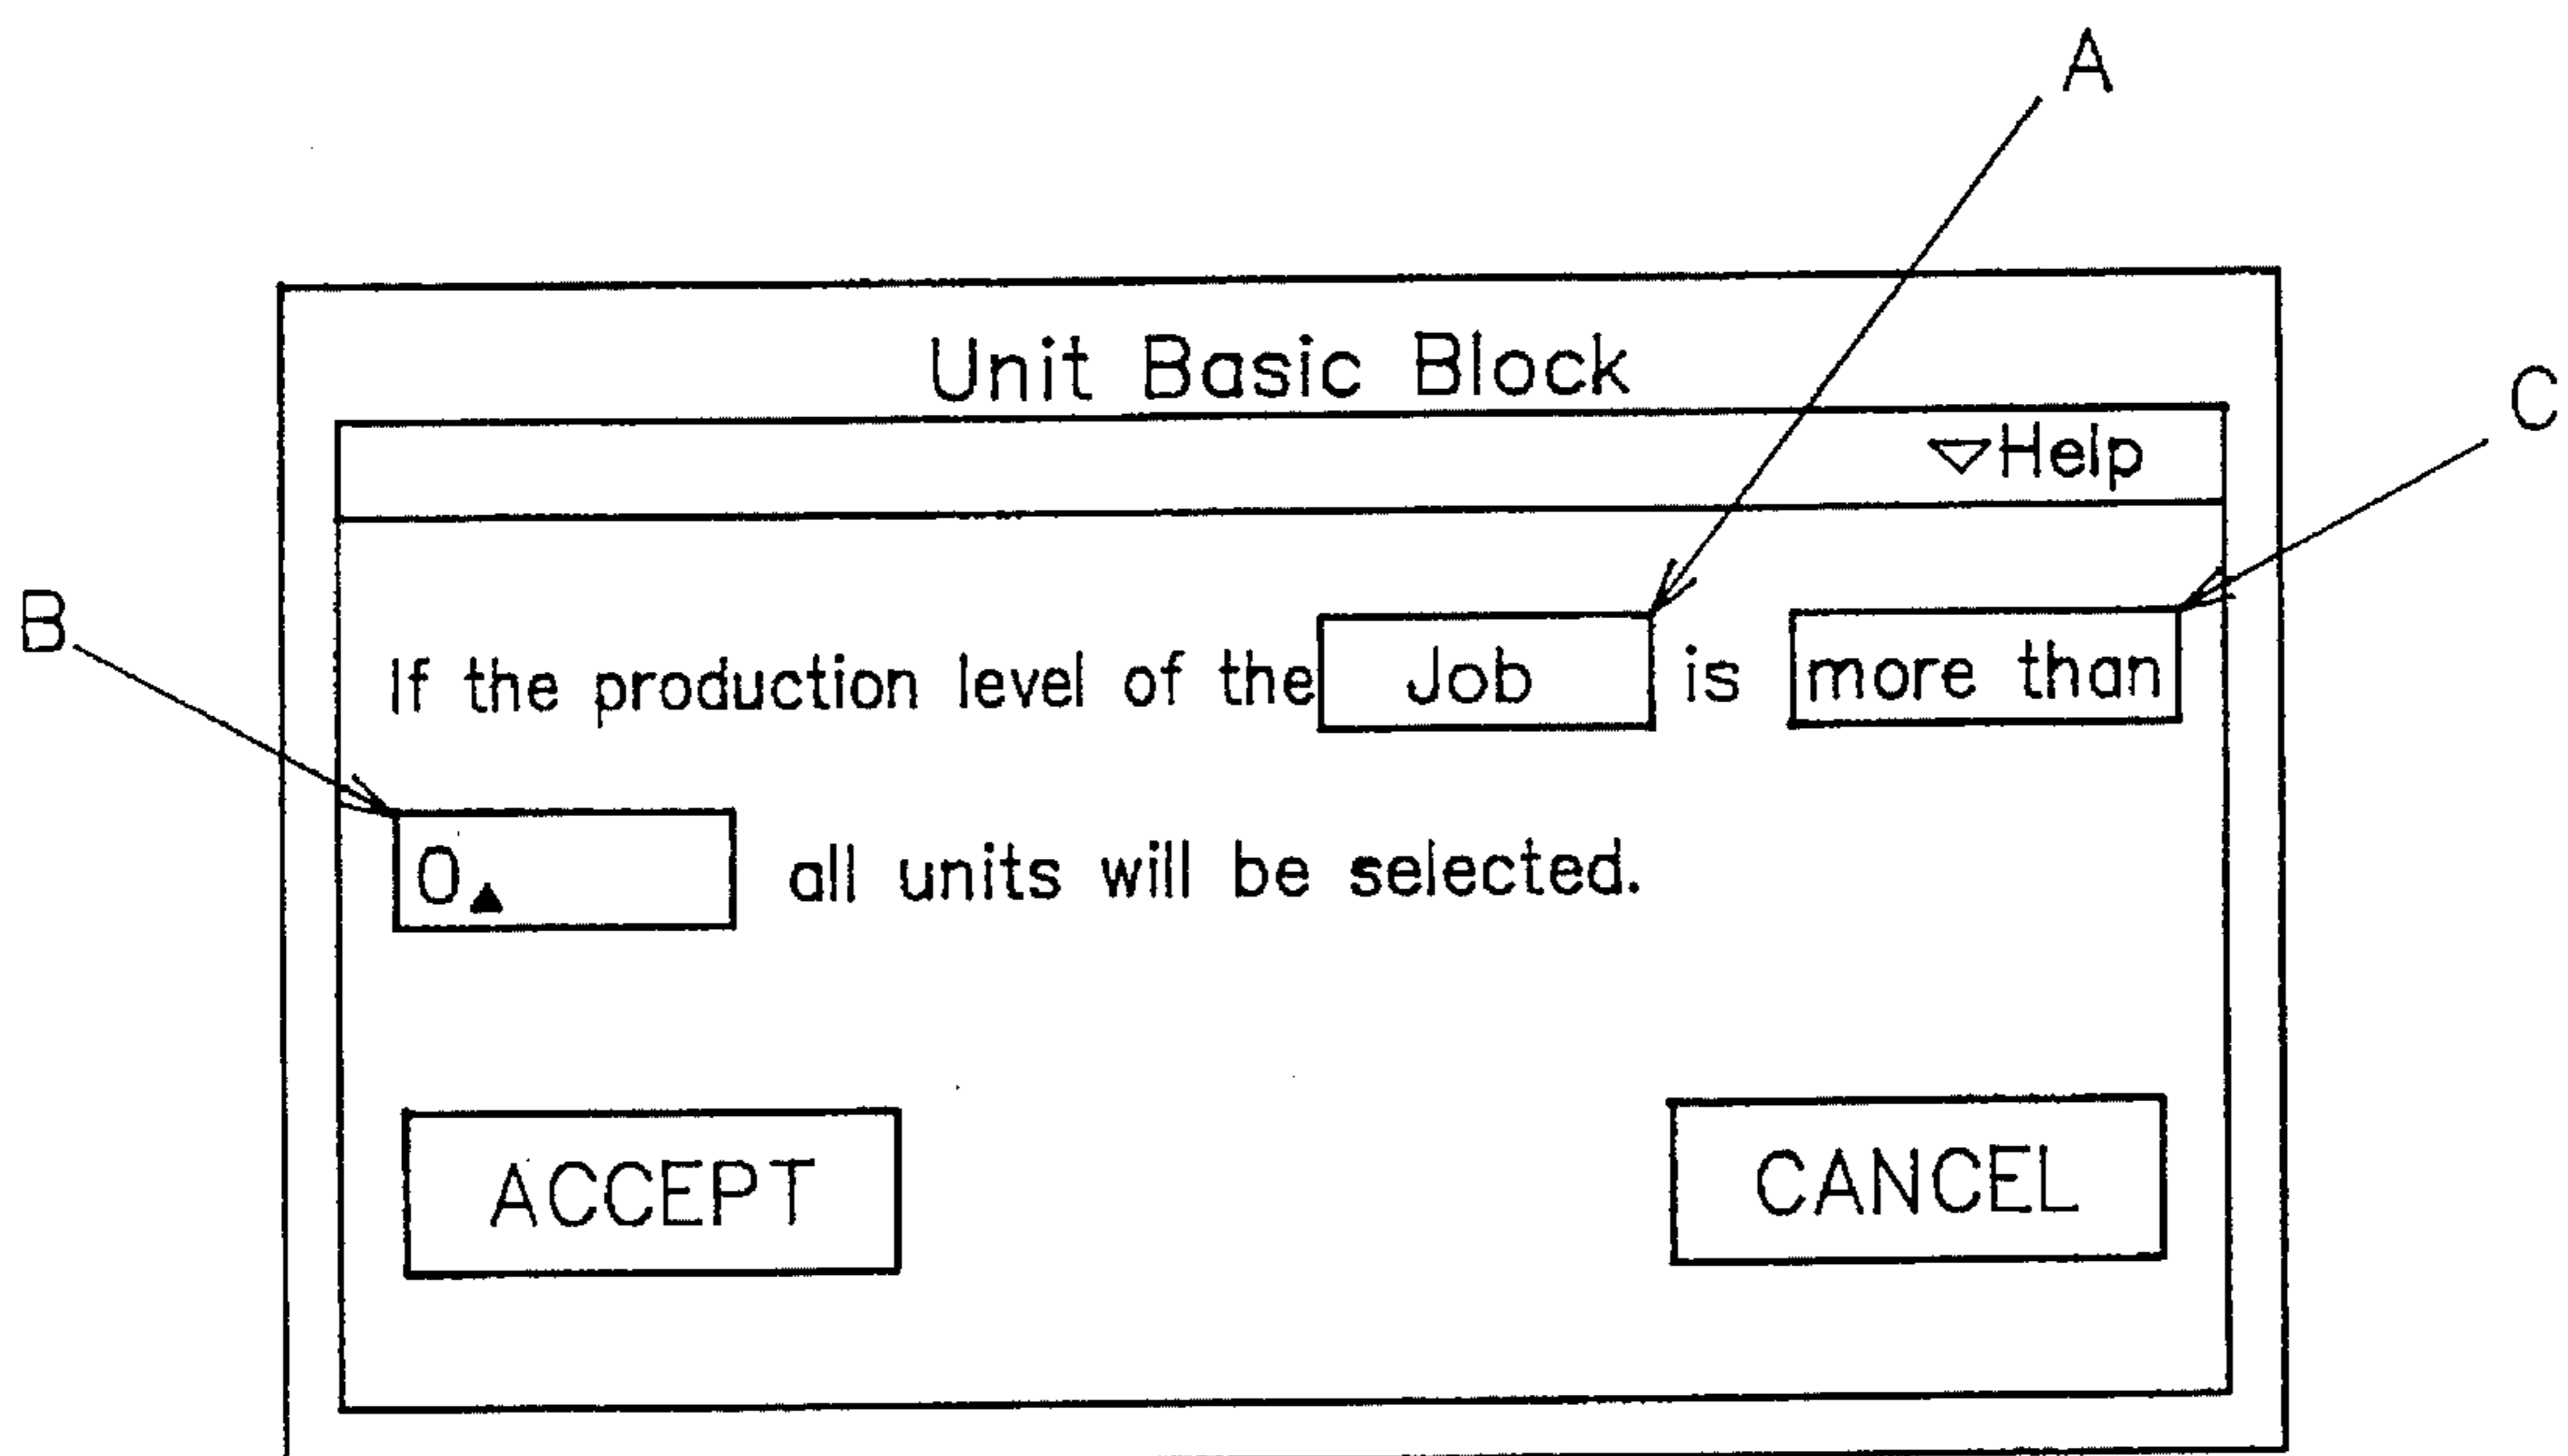 A
Unit Basic Block
C
▽Help
B
If the production level of the Job is more than
0▲ all units will be selected.
ACCEPT CANCEL